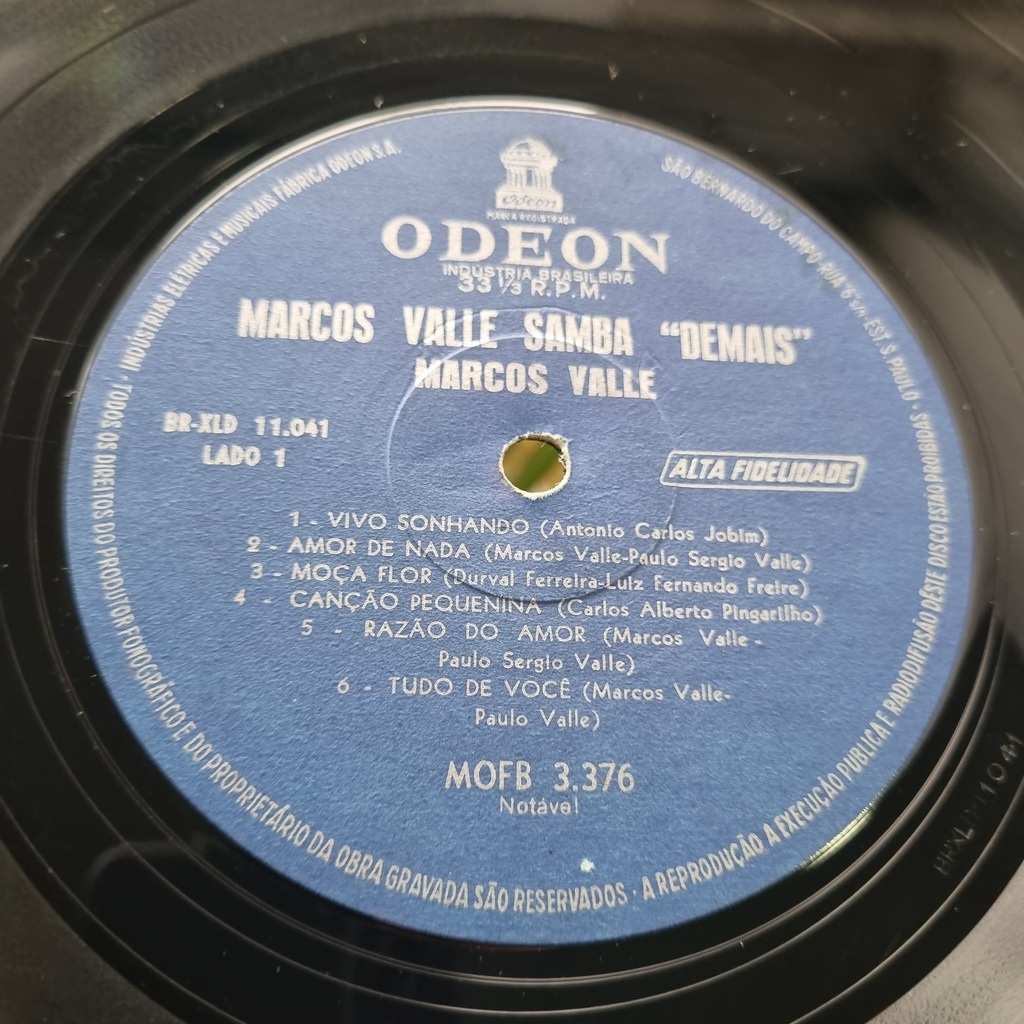 Odeon
MARCA REGISTRADA
ODEON
INDÚSTRIA BRASILEIRA
33 1/3 R.P.M.
MARCOS VALLE SAMBA “DEMAIS”
MARCOS VALLE
BR-XLD 11.041
LADO 1
ALTA FIDELIDADE
1 - VIVO SONHANDO (Antonio Carlos Jobim)
2 - AMOR DE NADA (Marcos Valle-Paulo Sergio Valle)
3 - MOÇA FLOR (Durval Ferreira-Luiz Fernando Freire)
4 - CANÇÃO PEQUENINA (Carlos Alberto Pingarilho)
5 - RAZÃO DO AMOR (Marcos Valle -
Paulo Sergio Valle)
6 - TUDO DE VOCÊ (Marcos Valle-
Paulo Valle)
MOFB 3.376
Notável
INDÚSTRIAS ELÉTRICAS E MUSICAIS FÁBRICA ODEON S.A. SÃO BERNARDO DO CAMPO-RUA EST. S. PAULO · TODOS OS DIREITOS DO PRODUTOR FONOGRÁFICO E DO PROPRIETÁRIO DA OBRA GRAVADA SÃO RESERVADOS · A REPRODUÇÃO A EXECUÇÃO PUBLICA E RADIODIFUSÃO DÊSTE DISCO ESTÃO PROIBIDAS